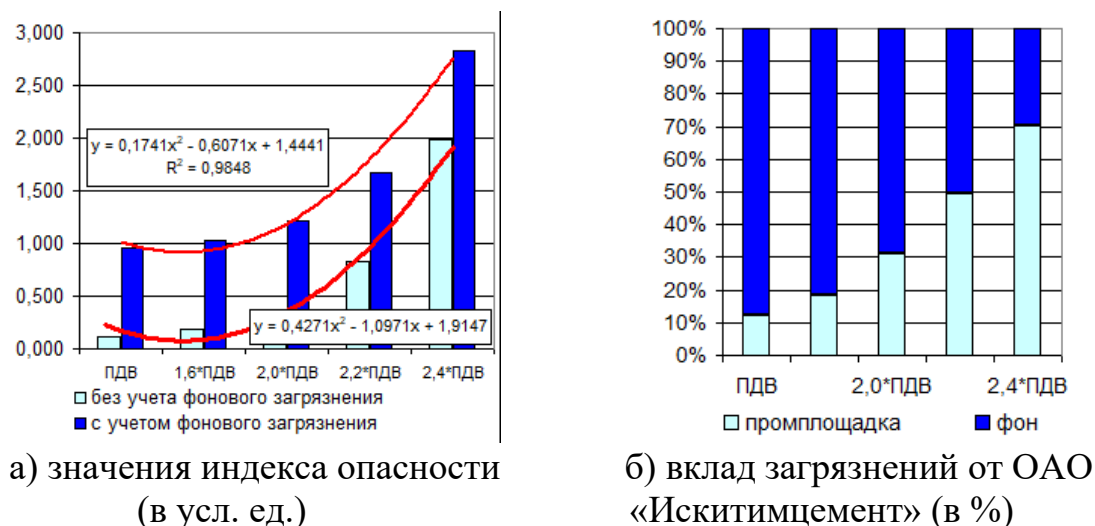 3,000
2,500
2,000
1,500
1,000
0,500
0,000
y = 0,1741x² - 0,6071x + 1,4441
R² = 0,9848
y = 0,4271x² - 1,0971x + 1,9147
ПДВ 1,6*ПДВ 2,0*ПДВ 2,2*ПДВ 2,4*ПДВ
без учета фонового загрязнения
с учетом фонового загрязнения
а) значения индекса опасности
(в усл. ед.)
100%
90%
80%
70%
60%
50%
40%
30%
20%
10%
0%
ПДВ 2,0*ПДВ 2,4*ПДВ
промплощадка фон
б) вклад загрязнений от ОАО
«Искитимцемент» (в %)